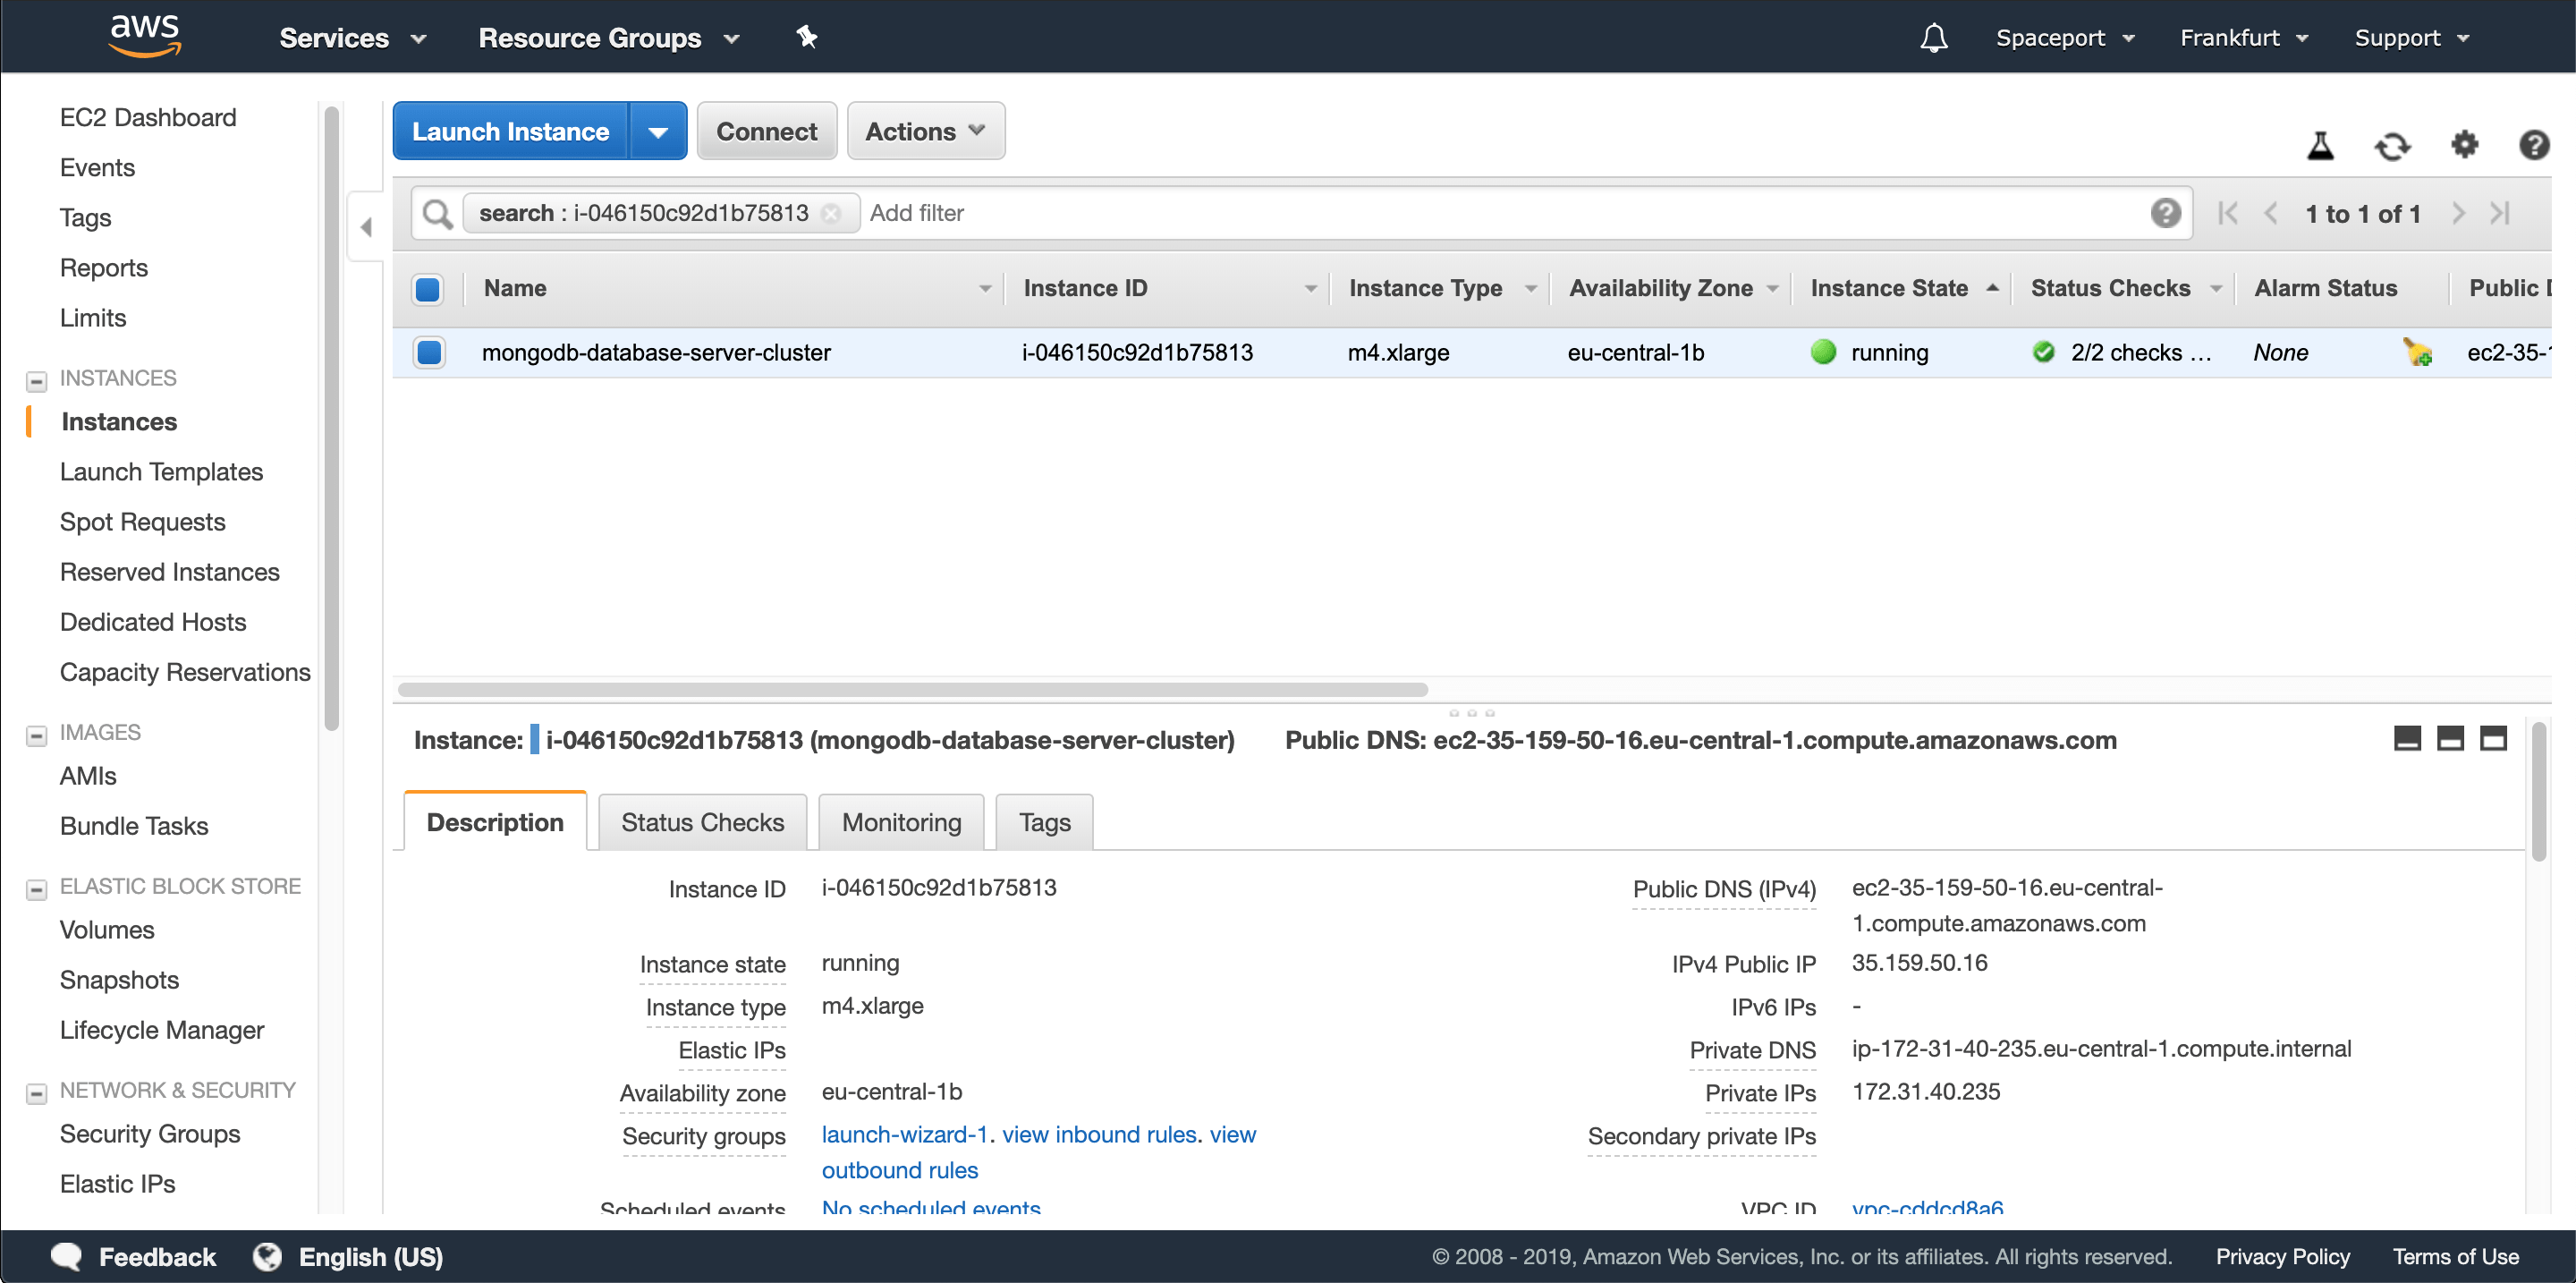 aws Services Resource Groups Spaceport Frankfurt Support
EC2 Dashboard
Events
Tags
Reports
Limits
INSTANCES
Instances
Launch Templates
Spot Requests
Reserved Instances
Dedicated Hosts
Capacity Reservations
IMAGES
AMIs
Bundle Tasks
ELASTIC BLOCK STORE
Volumes
Snapshots
Lifecycle Manager
NETWORK & SECURITY
Security Groups
Elastic IPs
Launch Instance Connect Actions
search : i-046150c92d1b75813 Add filter 1 to 1 of 1
Name Instance ID Instance Type Availability Zone Instance State Status Checks Alarm Status Public
mongodb-database-server-cluster i-046150c92d1b75813 m4.xlarge eu-central-1b running 2/2 checks ... None ec2-35-1
Instance: i-046150c92d1b75813 (mongodb-database-server-cluster) Public DNS: ec2-35-159-50-16.eu-central-1.compute.amazonaws.com
Description Status Checks Monitoring Tags
Instance ID i-046150c92d1b75813
Instance state running
Instance type m4.xlarge
Elastic IPs
Availability zone eu-central-1b
Security groups launch-wizard-1. view inbound rules. view
outbound rules
Scheduled events No scheduled events
Public DNS (IPv4) ec2-35-159-50-16.eu-central-
1.compute.amazonaws.com
IPv4 Public IP 35.159.50.16
IPv6 IPs -
Private DNS ip-172-31-40-235.eu-central-1.compute.internal
Private IPs 172.31.40.235
Secondary private IPs
VPC ID vpc-cddcd8a6
Feedback English (US) © 2008 - 2019, Amazon Web Services, Inc. or its affiliates. All rights reserved. Privacy Policy Terms of Use